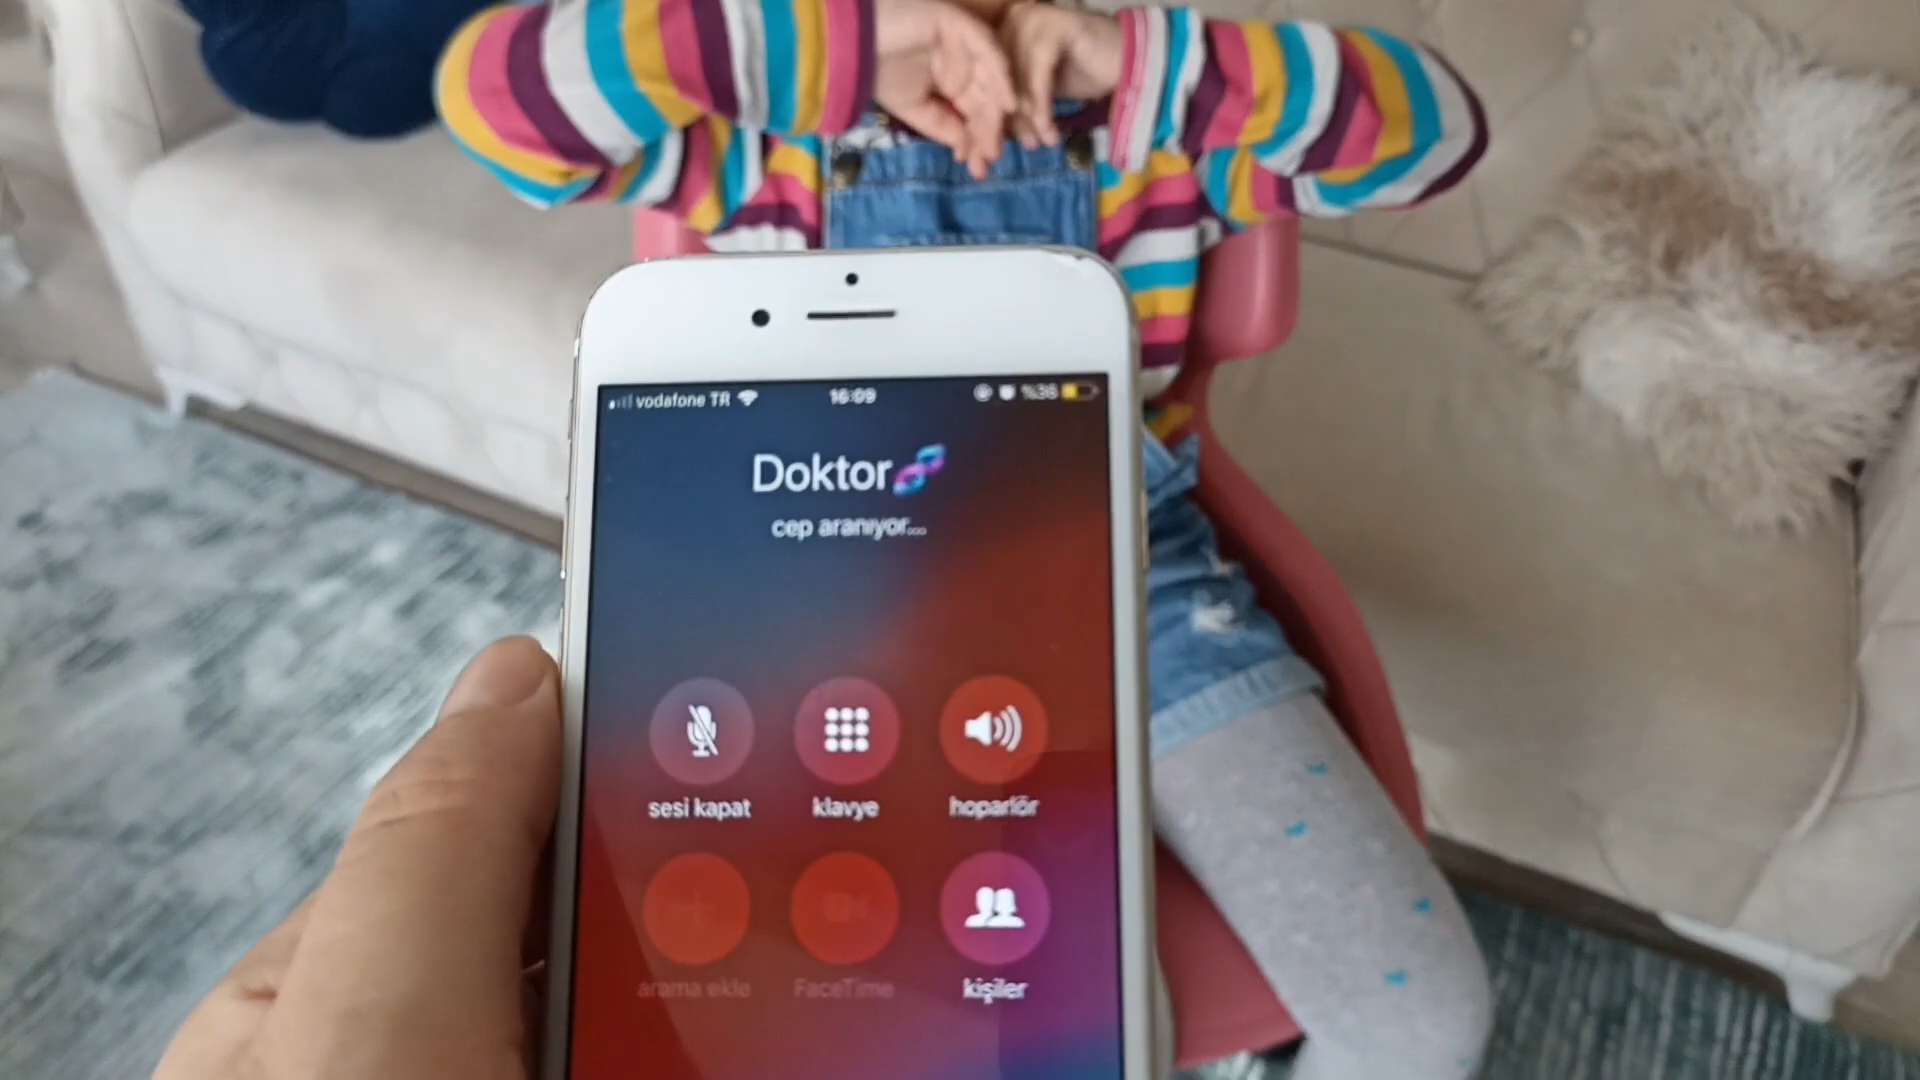 vodafone TR 16:09 %36
Doktor
cep aranıyor...
sesi kapat klavye hoparlör
arama ekle FaceTime kişiler